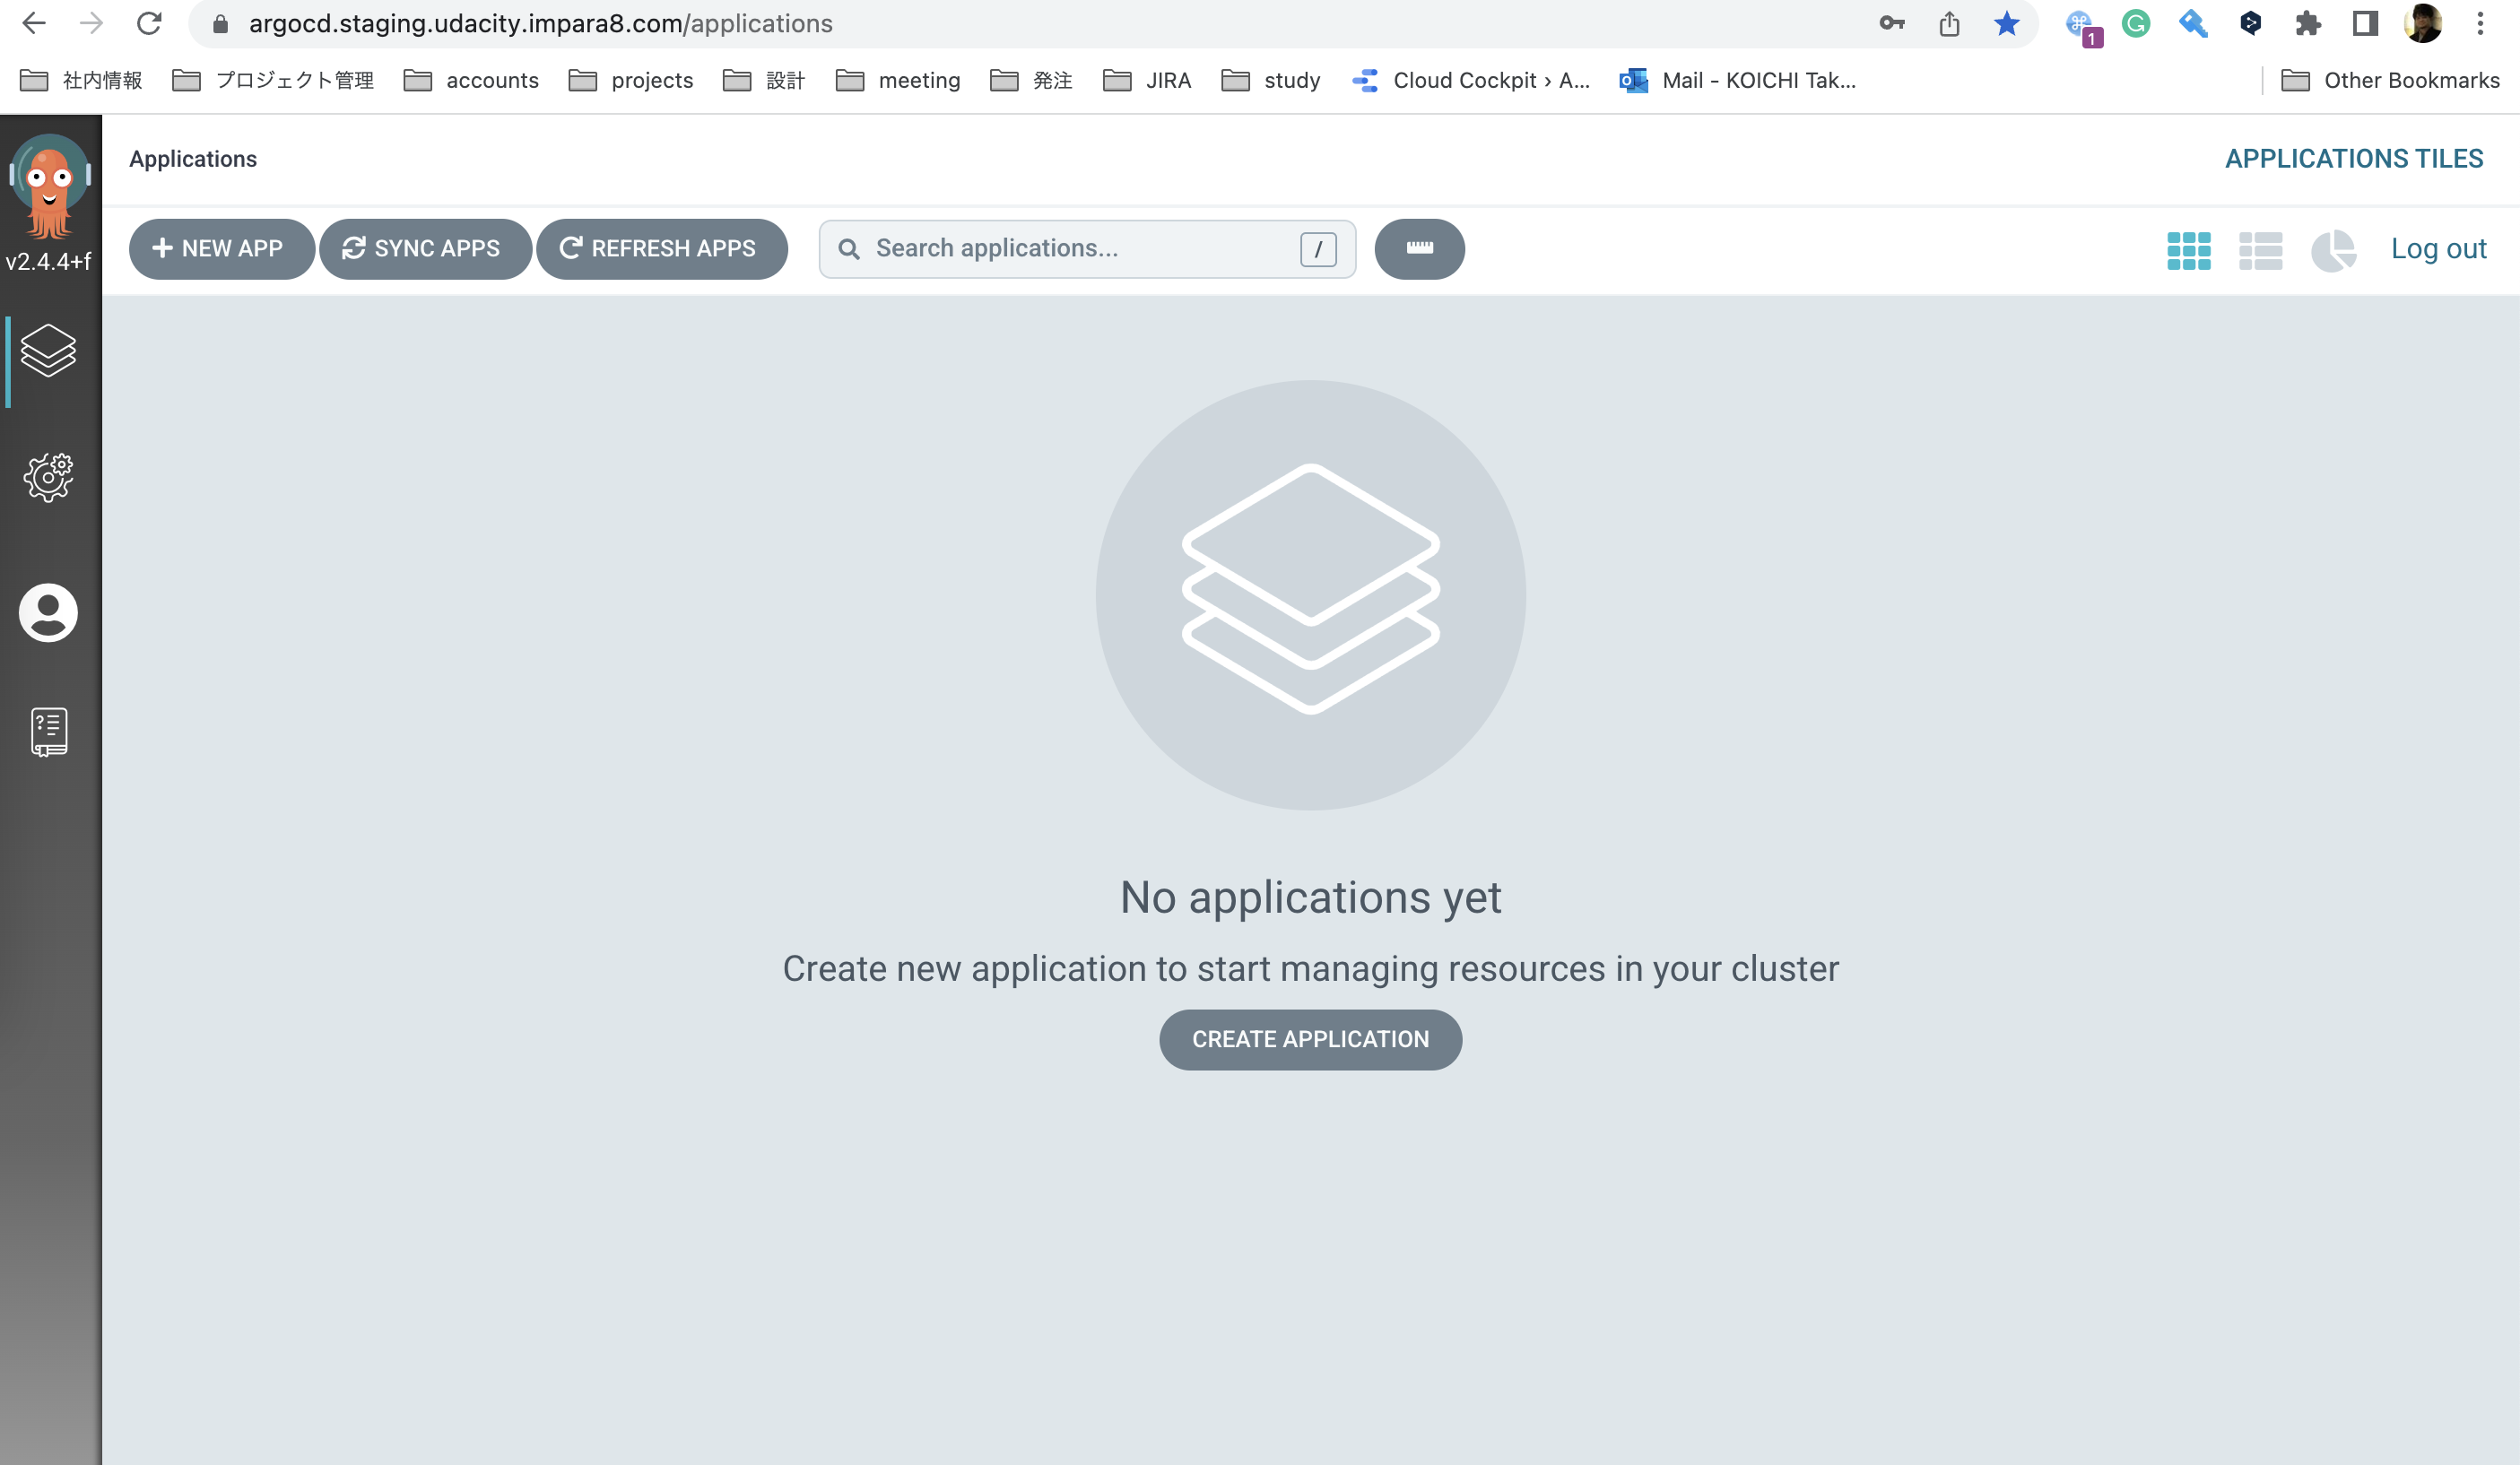 argocd.staging.udacity.impara8.com/applications
1
社内情報 プロジェクト管理 accounts projects 設計 meeting 発注 JIRA study Cloud Cockpit › A... Mail - KOICHI Tak... Other Bookmarks
Applications APPLICATIONS TILES
v2.4.4+f
NEW APP SYNC APPS REFRESH APPS Search applications... / Log out
No applications yet
Create new application to start managing resources in your cluster
CREATE APPLICATION